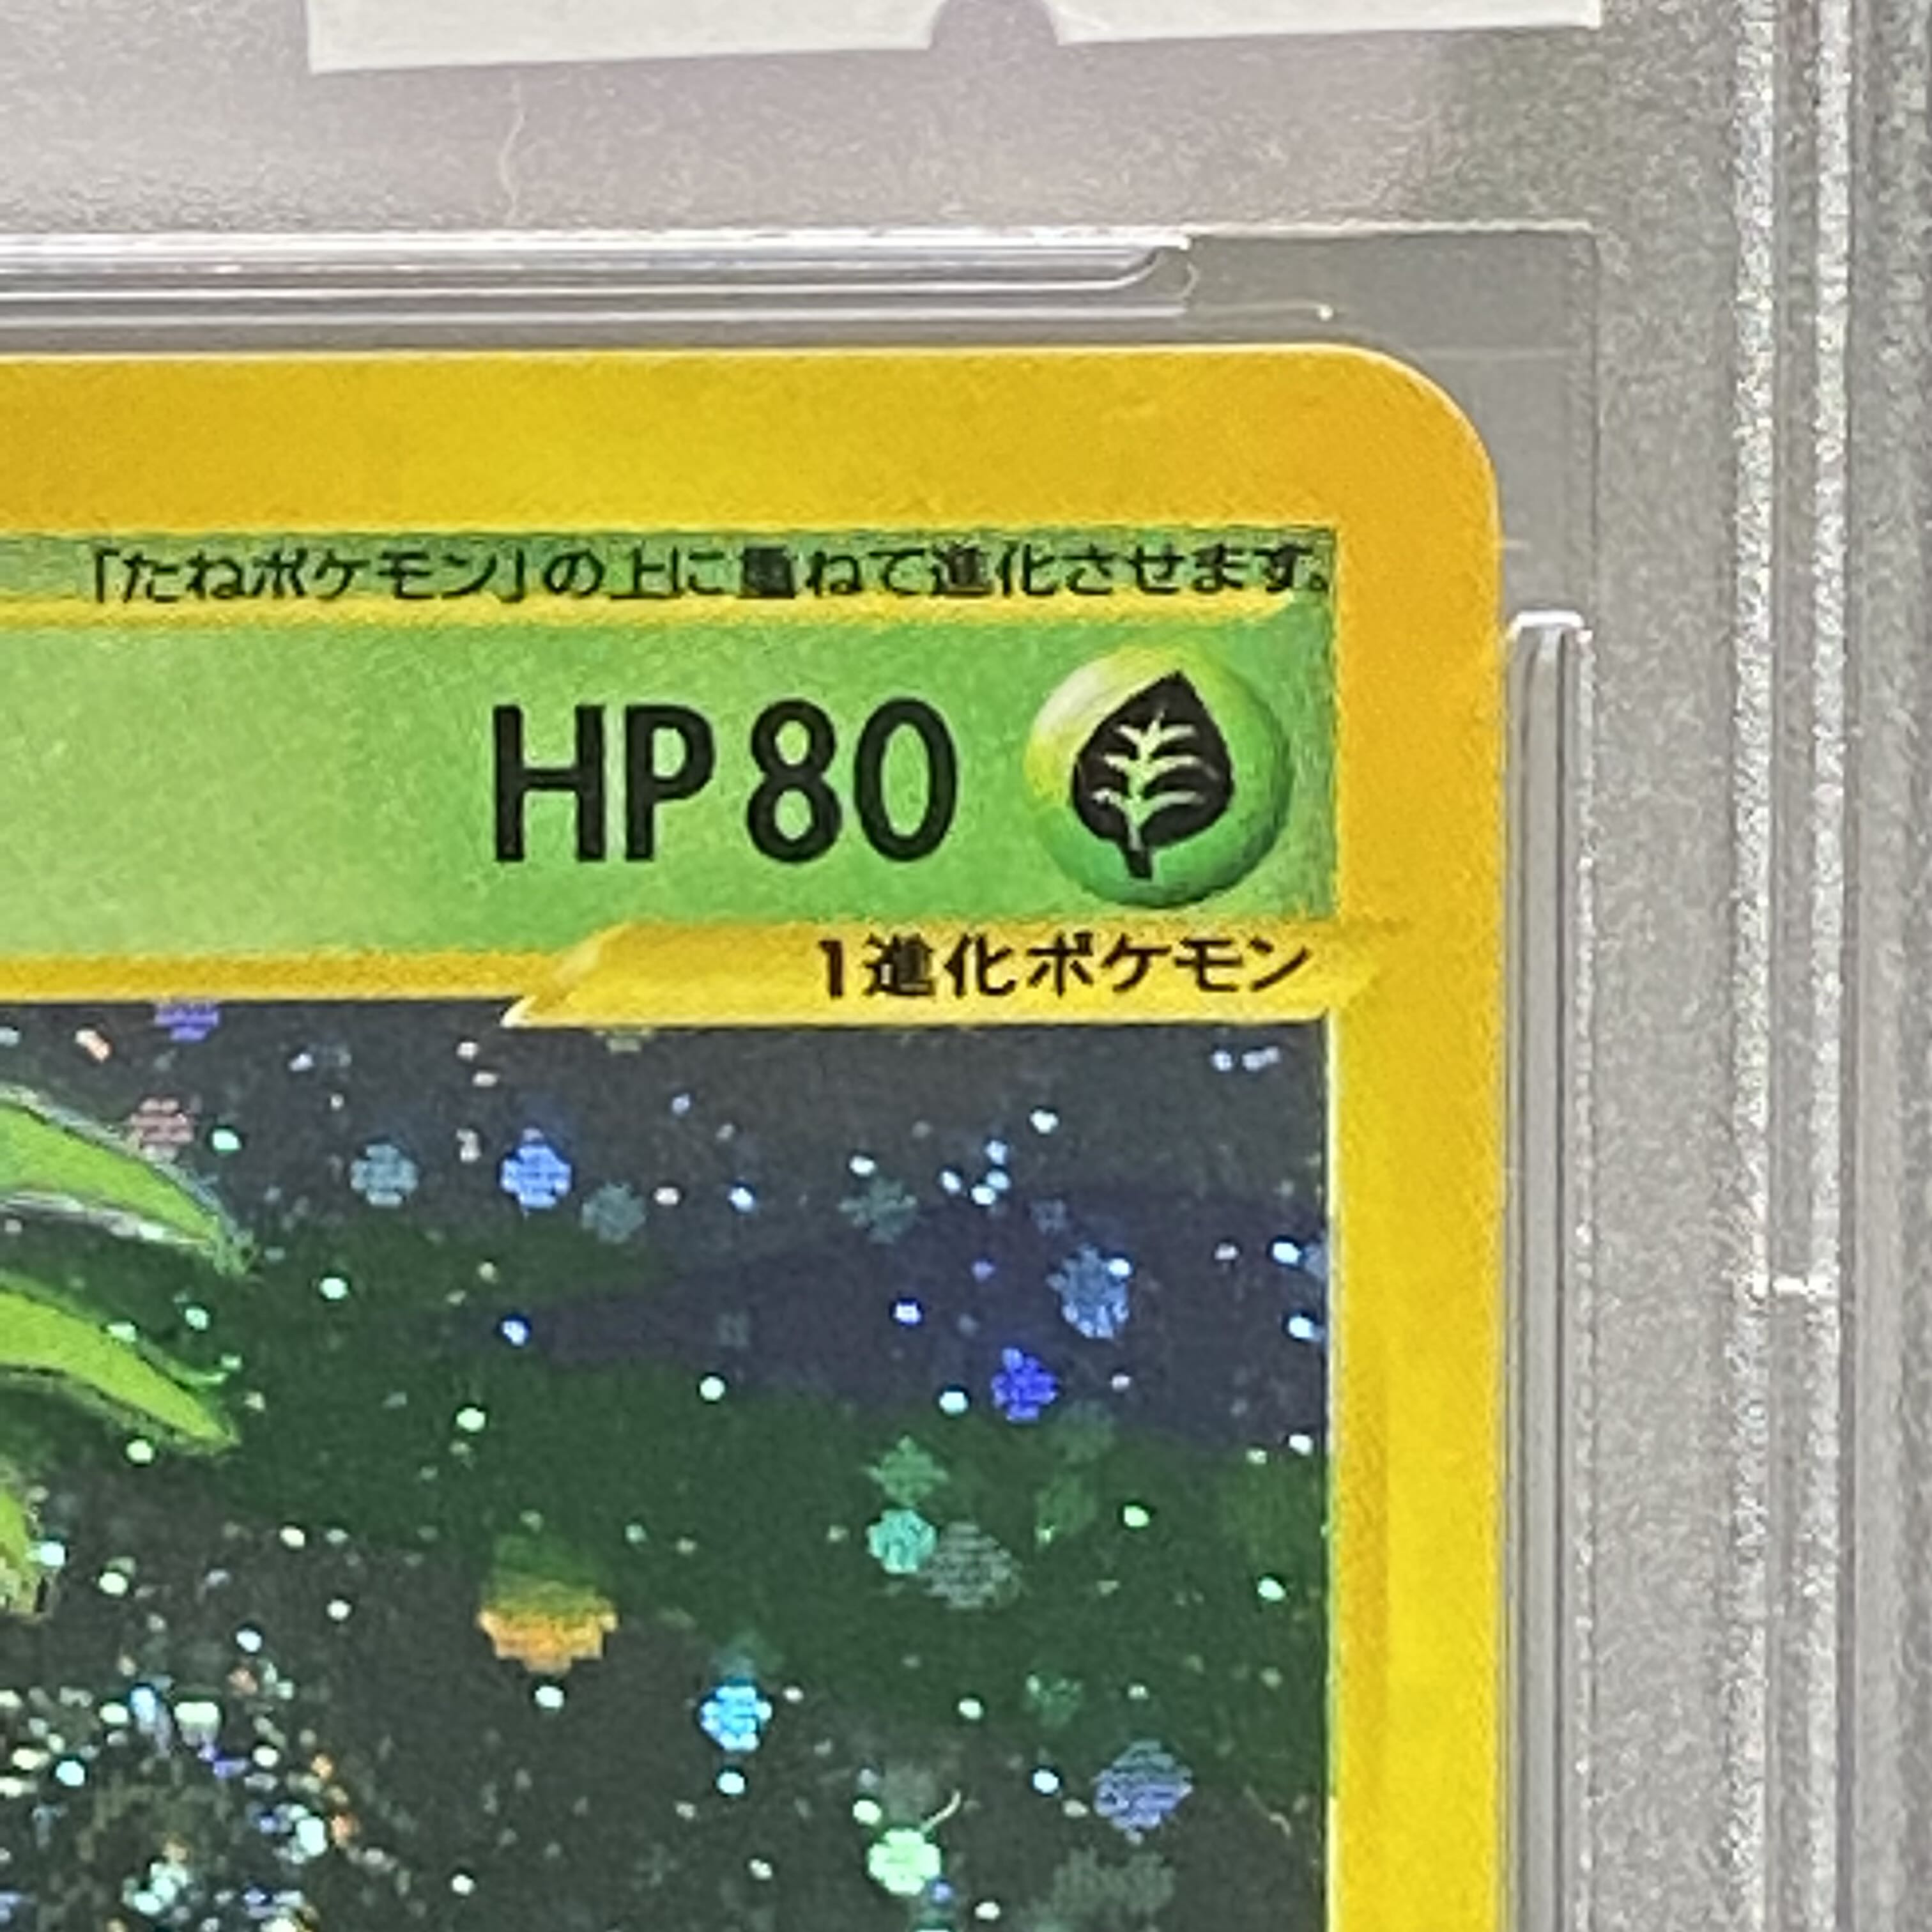 「たねポケモン」の上に重ねて進化させます。
HP80
1進化ポケモン